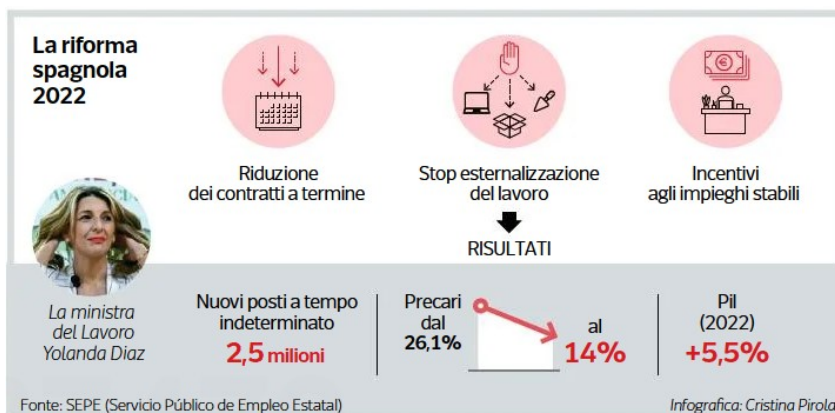 La riforma
spagnola
2022
Riduzione
dei contratti a termine
Stop esternalizzazione
del lavoro
Incentivi
agli impieghi stabili
RISULTATI
La ministra
del Lavoro
Yolanda Diaz
Nuovi posti a tempo
indeterminato
2,5 milioni
Precari
dal
26,1%
al
14%
Pil
(2022)
+5,5%
Fonte: SEPE (Servicio Público de Empleo Estatal)
Infografica: Cristina Pirola